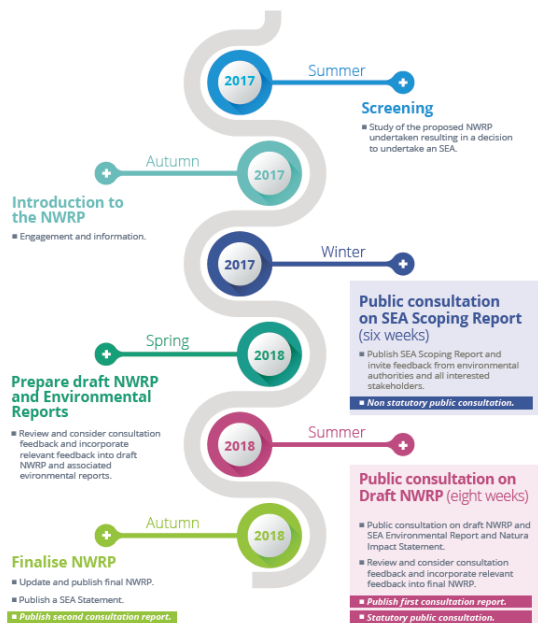 2017
Summer
Screening
■ Study of the proposed NWRP
undertaken resulting in a decision
to undertake an SEA.
Autumn
2017
Introduction to
the NWRP
■ Engagement and information.
2017
Winter
Public consultation
on SEA Scoping Report
(six weeks)
■ Publish SEA Scoping Report and
invite feedback from environmental
authorities and all interested
stakeholders.
■ Non statutory public consultation.
Spring
2018
Prepare draft NWRP
and Environmental
Reports
■ Review and consider consultation
feedback and incorporate
relevant feedback into draft
NWRP and associated
evironmental reports.
2018
Summer
Public consultation on
Draft NWRP (eight weeks)
■ Public consultation on draft NWRP and
SEA Environmental Report and Natura
Impact Statement.
■ Review and consider consultation
feedback and incorporate relevant
feedback into final NWRP.
■ Publish first consultation report.
■ Statutory public consultation.
Autumn
2018
Finalise NWRP
■ Update and publish final NWRP.
■ Publish a SEA Statement.
■ Publish second consultation report.